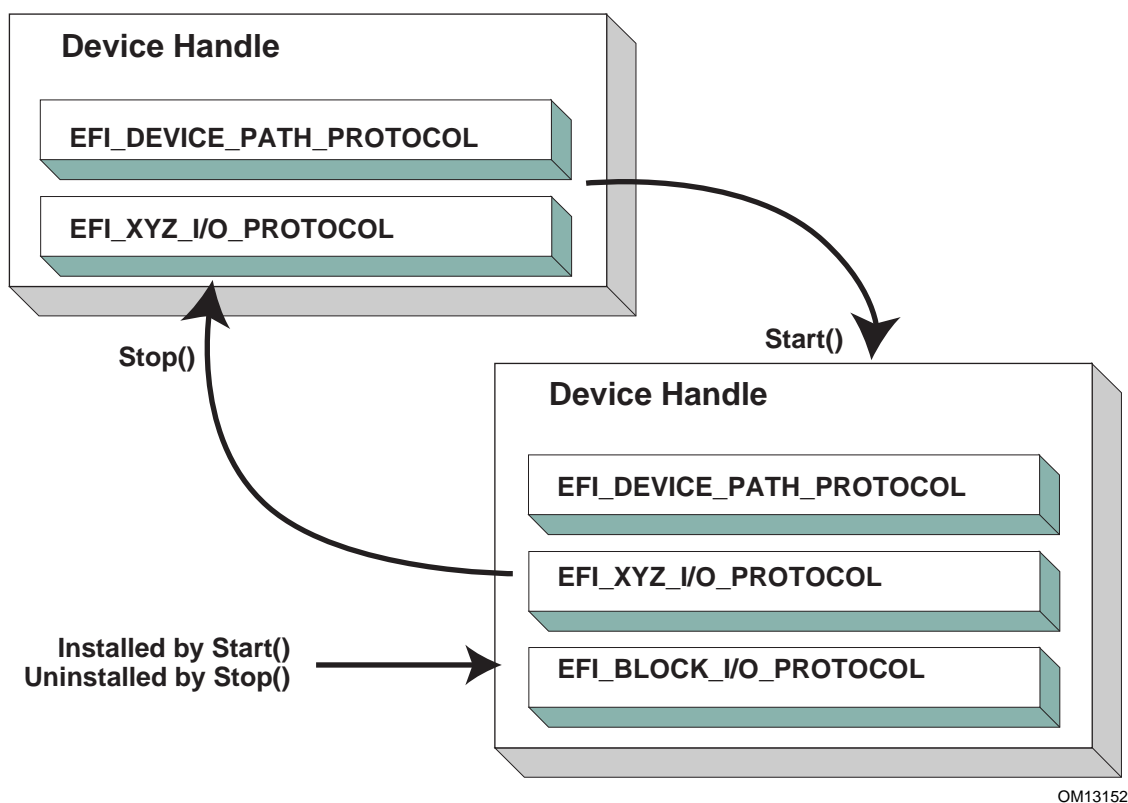 Device Handle
EFI_DEVICE_PATH_PROTOCOL
EFI_XYZ_I/O_PROTOCOL
Stop()
Start()
Device Handle
EFI_DEVICE_PATH_PROTOCOL
EFI_XYZ_I/O_PROTOCOL
Installed by Start()
Uninstalled by Stop()
EFI_BLOCK_I/O_PROTOCOL
OM13152